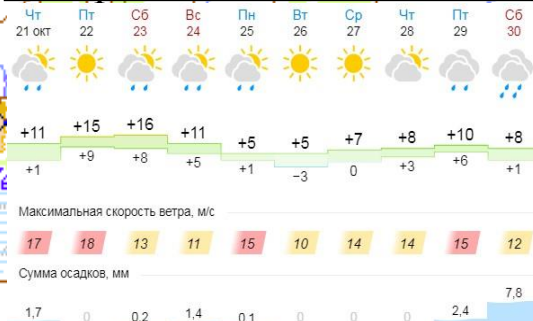 Чт Пт Сб Вс Пн Вт Ср Чт Пт Сб
21 окт 22 23 24 25 26 27 28 29 30
+11 +15 +16 +11 +5 +5 +7 +8 +10 +8
+1 +9 +8 +5 +1 −3 0 +3 +6 +1
Максимальная скорость ветра, м/с
17 18 13 11 15 10 14 14 15 12
Сумма осадков, мм
1,7 0 0,2 1,4 0,1 0 0 0 2,4 7,8